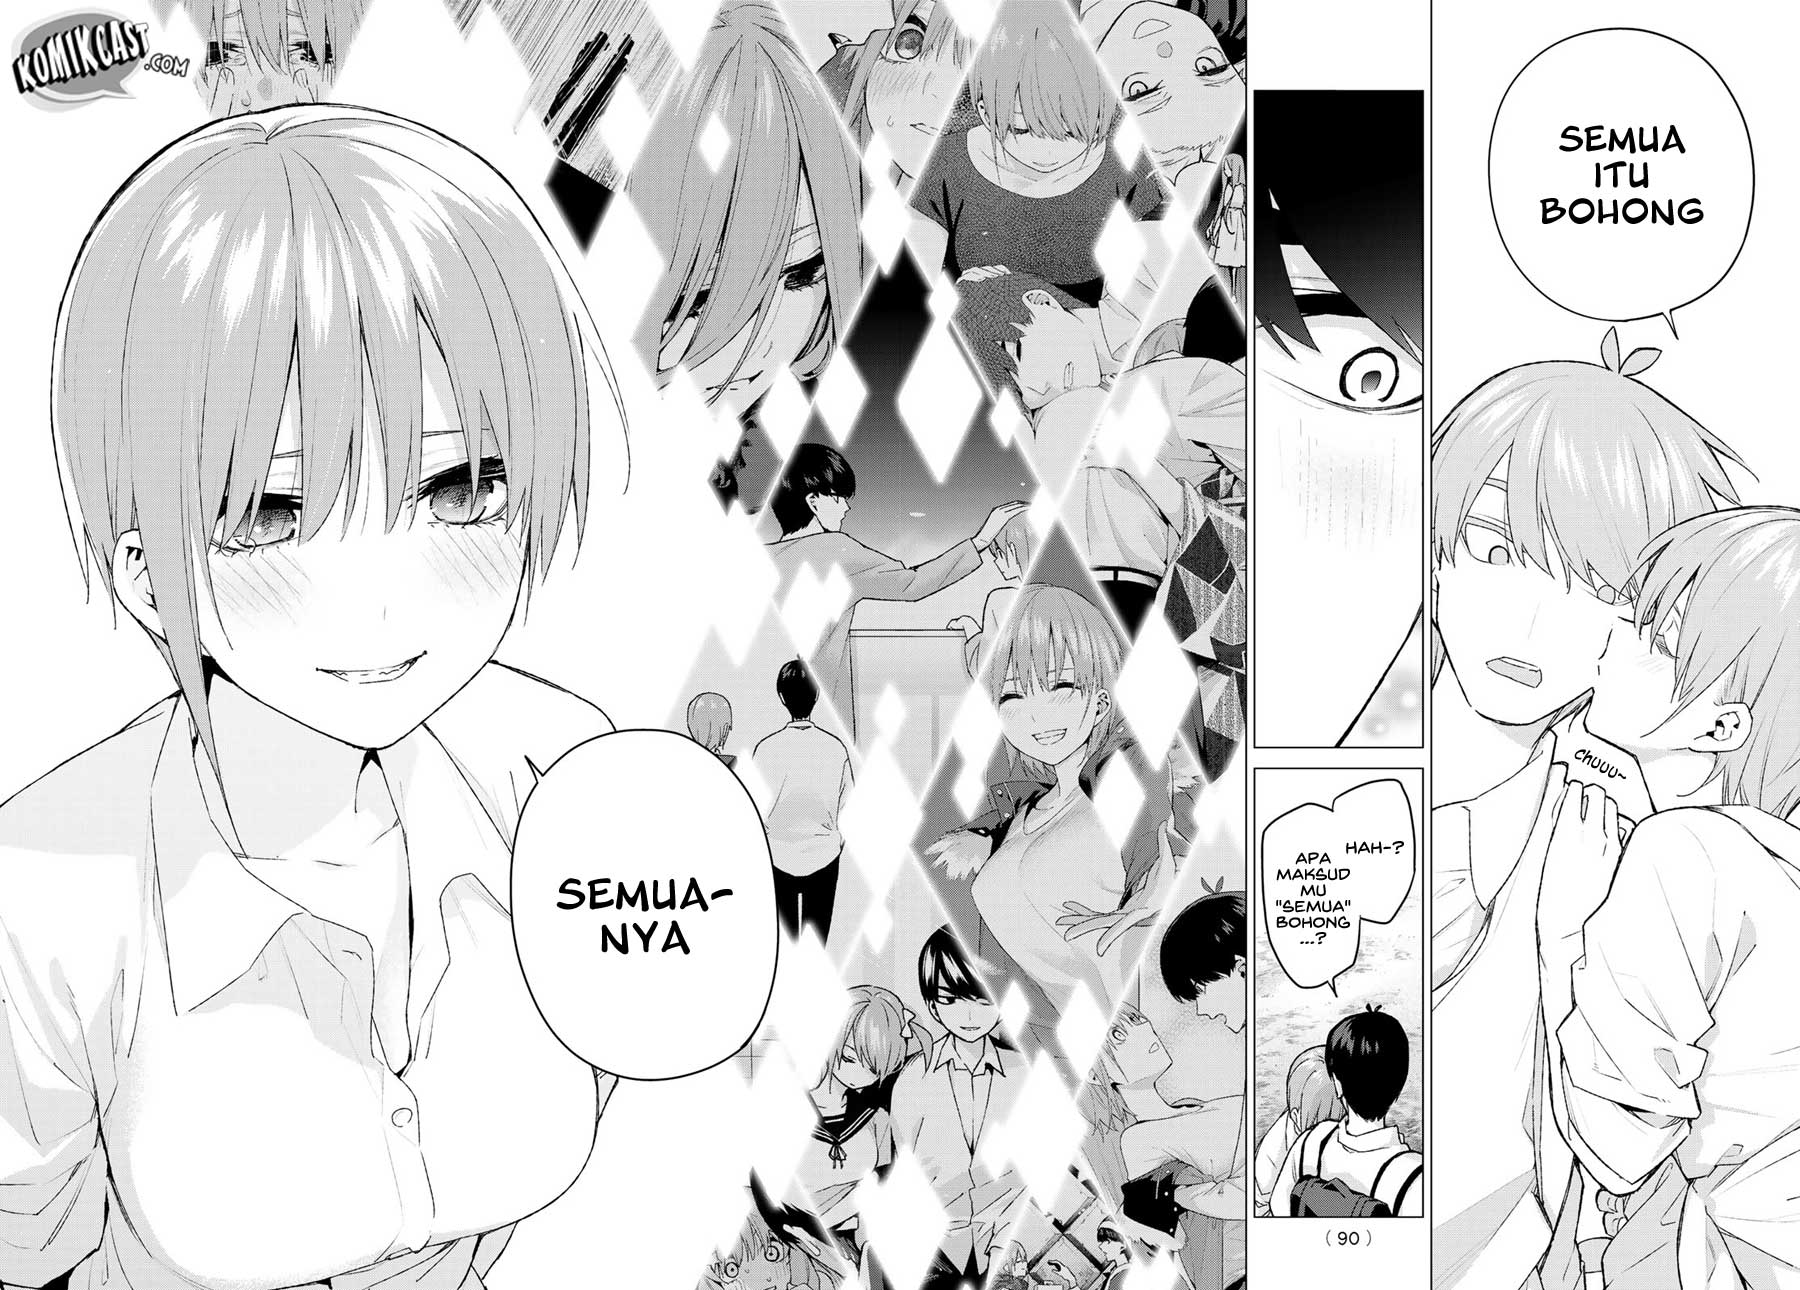 SEMUA
ITU
BOHONG
Chuuu~
HAH-?
APA
MAKSUD
MU
"SEMUA"
BOHONG
...?
( 90 )
SEMUA-
NYA
KOMIKCAST
.COM